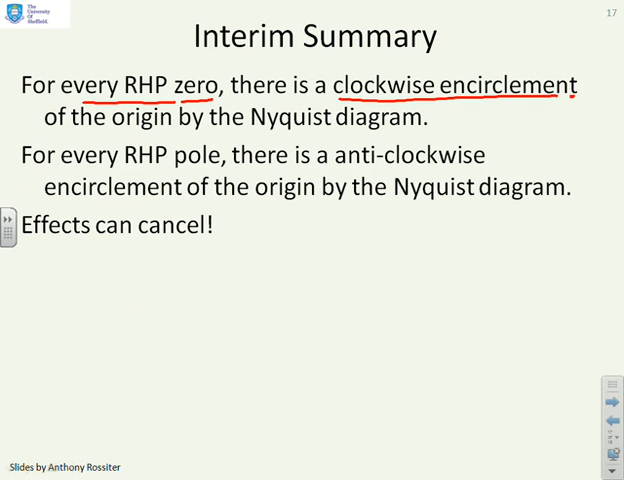 The
University
Of
Sheffield.
17
Interim Summary
For every RHP zero, there is a clockwise encirclement
of the origin by the Nyquist diagram.
For every RHP pole, there is a anti-clockwise
encirclement of the origin by the Nyquist diagram.
Effects can cancel!
Slides by Anthony Rossiter